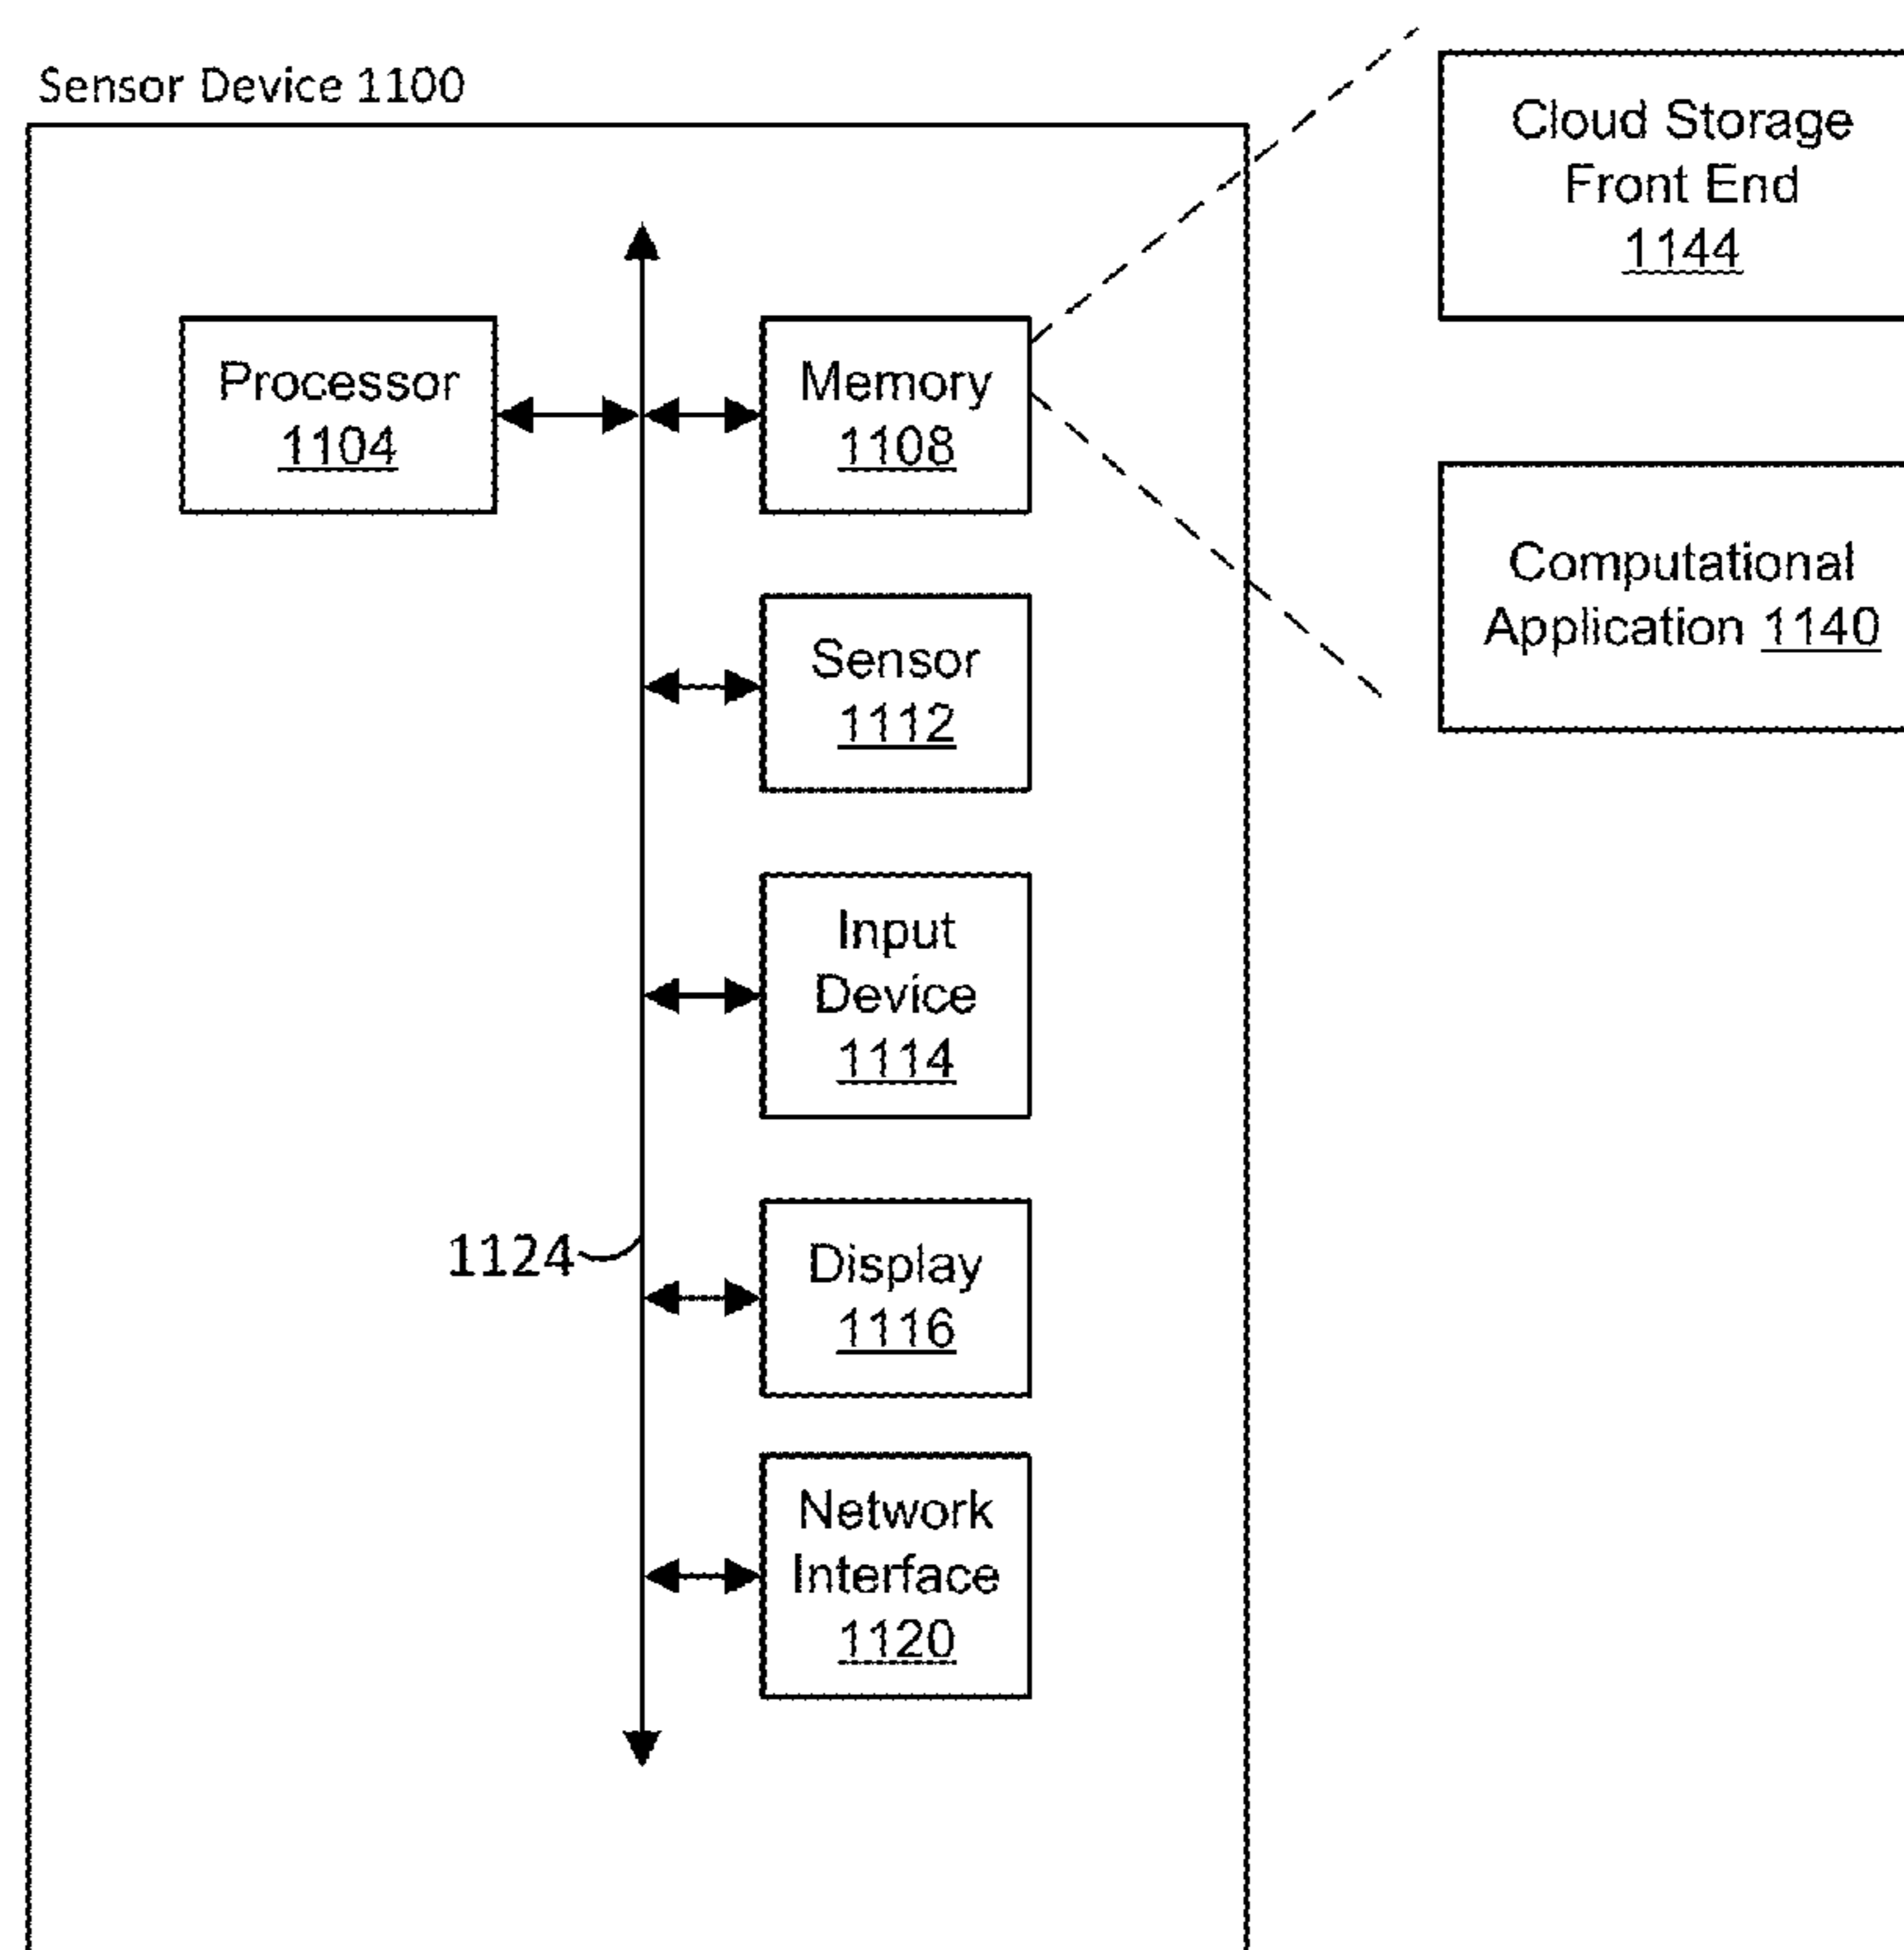 Sensor Device 1100
Cloud Storage
Front End
1144
Processor
1104
Memory
1108
Computational
Application 1140
Sensor
1112
Input
Device
1114
1124
Display
1116
Network
Interface
1120